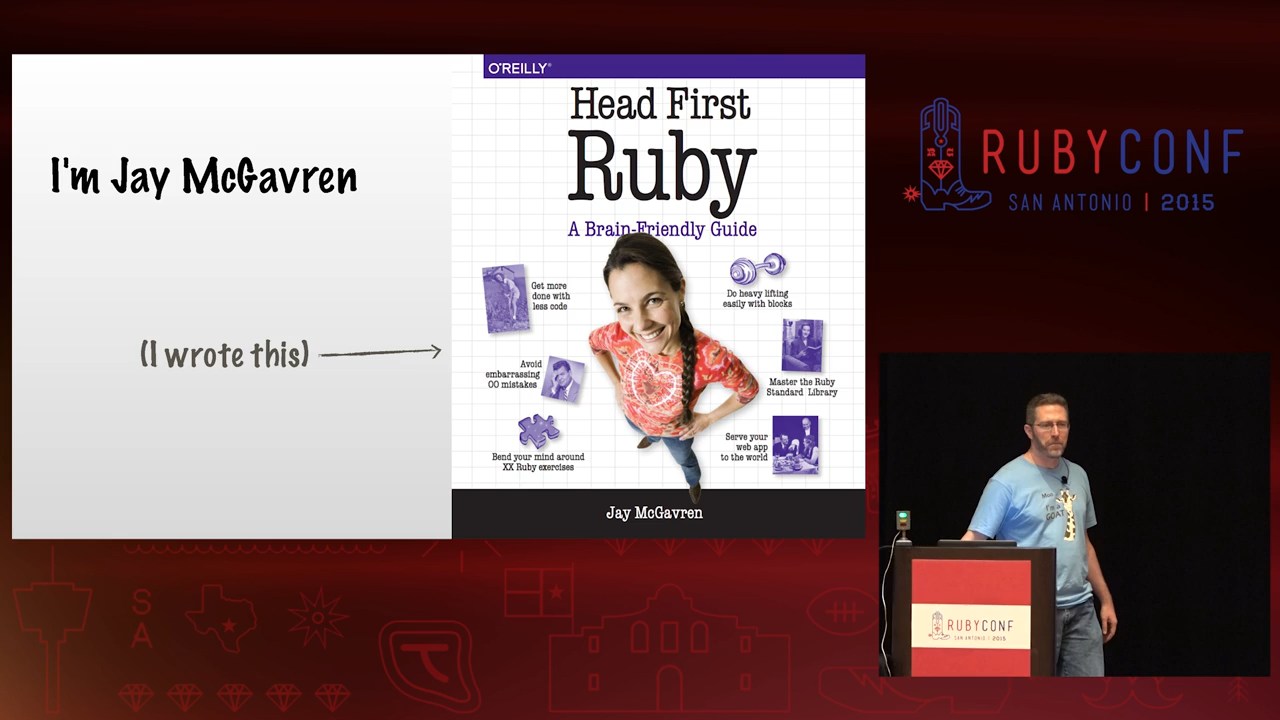 I'm Jay McGavren
(I wrote this)
O'REILLY®
Head First
Ruby
A Brain-Friendly Guide
Get more
done with
less code
Do heavy lifting
easily with blocks
Avoid
embarrassing
OO mistakes
Master the Ruby
Standard Library
Bend your mind around
XX Ruby exercises
Serve your
web app
to the world
Jay McGavren
RUBYCONF
SAN ANTONIO | 2015
I'm a
GOAT
RUBYCONF
SAN ANTONIO | 2015
S
A